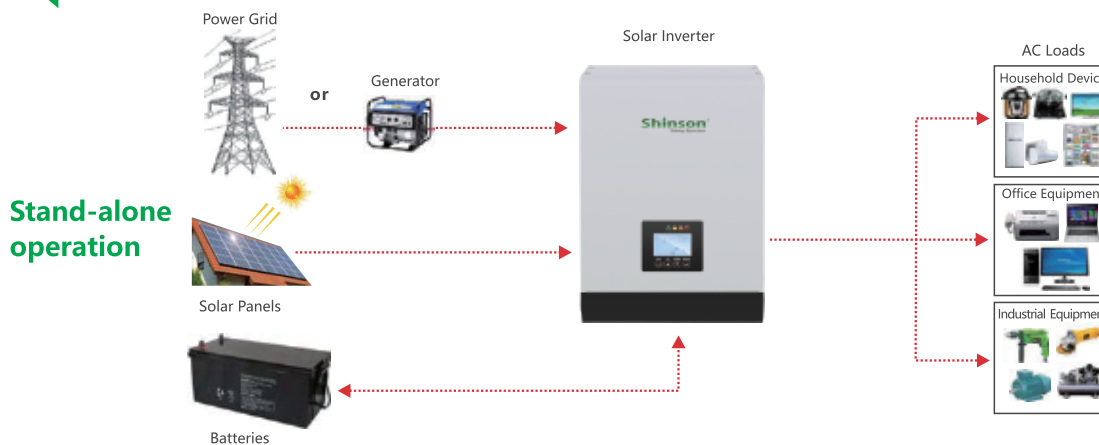 Power Grid
or
Generator
Solar Inverter
AC Loads
Household Devic
Shinson
Office Equipmen
Stand-alone
operation
Solar Panels
Industrial Equipmen
Batteries